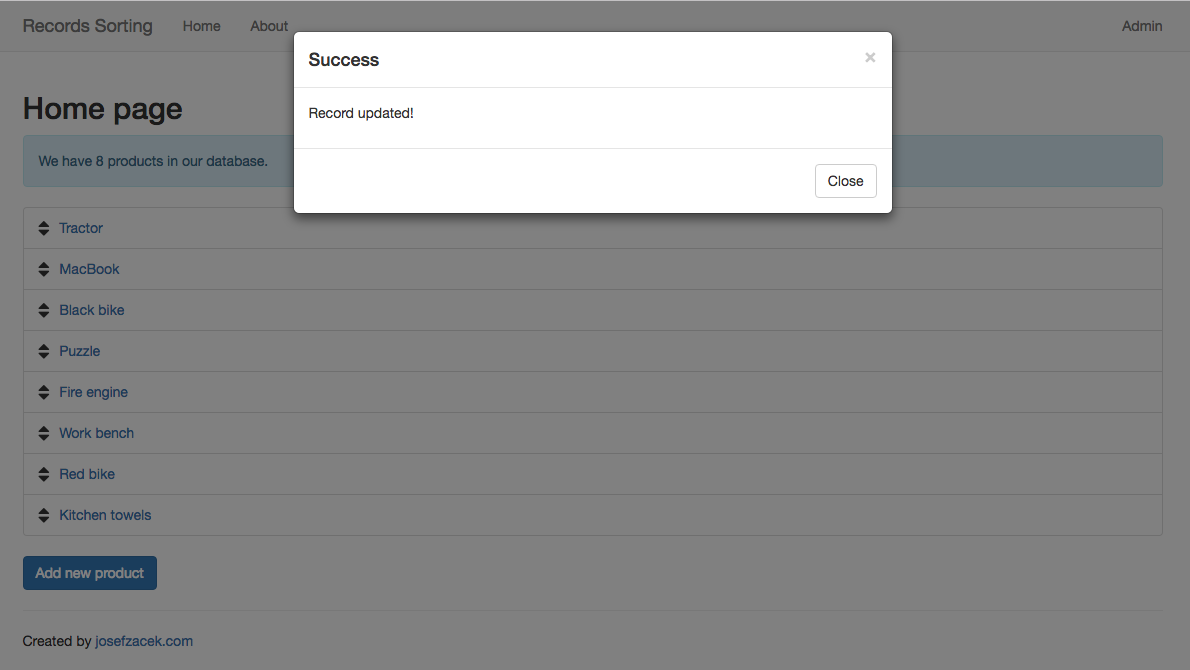 Records Sorting Home About Admin
Success ×
Record updated!
Close
Home page
We have 8 products in our database.
Tractor
MacBook
Black bike
Puzzle
Fire engine
Work bench
Red bike
Kitchen towels
Add new product
Created by josefzacek.com